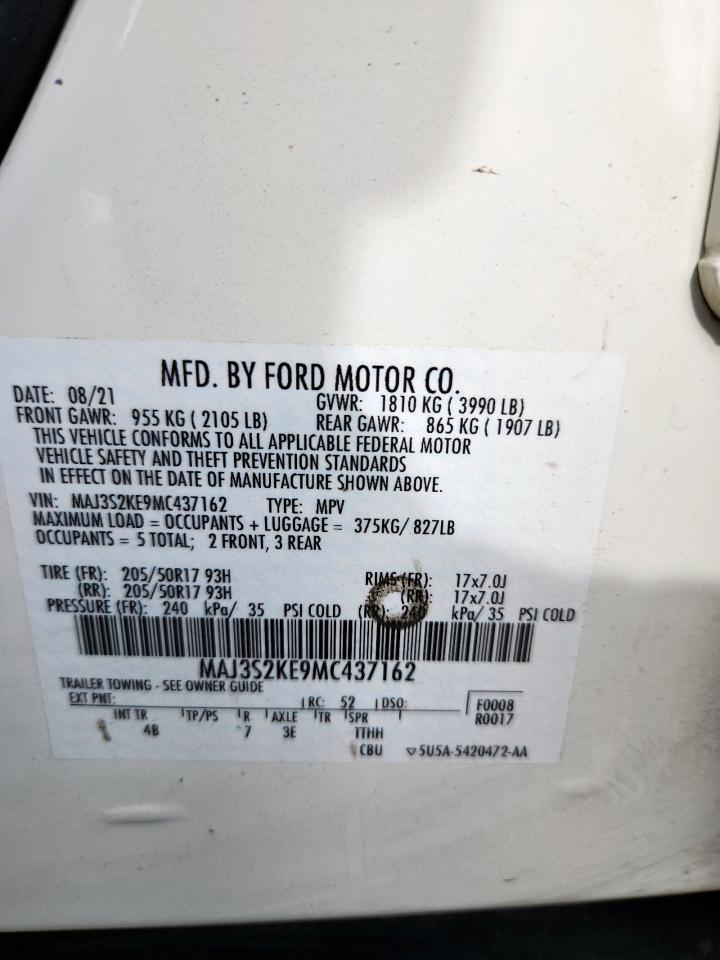 MFD. BY FORD MOTOR CO.
DATE: 08/21 GVWR: 1810 KG ( 3990 LB)
FRONT GAWR: 955 KG ( 2105 LB) REAR GAWR: 865 KG ( 1907 LB)
THIS VEHICLE CONFORMS TO ALL APPLICABLE FEDERAL MOTOR
VEHICLE SAFETY AND THEFT PREVENTION STANDARDS
IN EFFECT ON THE DATE OF MANUFACTURE SHOWN ABOVE.
VIN: MAJ3S2KE9MC437162 TYPE: MPV
MAXIMUM LOAD = OCCUPANTS + LUGGAGE = 375KG/ 827LB
OCCUPANTS = 5 TOTAL; 2 FRONT, 3 REAR
TIRE (FR): 205/50R17 93H RIMS (FR): 17x7.0J
(RR): 205/50R17 93H (RR): 17x7.0J
PRESSURE (FR): 240 kPa/ 35 PSI COLD (RR): 240 kPa/ 35 PSI COLD
MAJ3S2KE9MC437162
TRAILER TOWING - SEE OWNER GUIDE
EXT PNT: RC: 52 DSO: F0008
INT TR TP/PS R AXLE TR SPR R0017
4B 7 3E TTHH
CBU 5U5A-5420472-AA